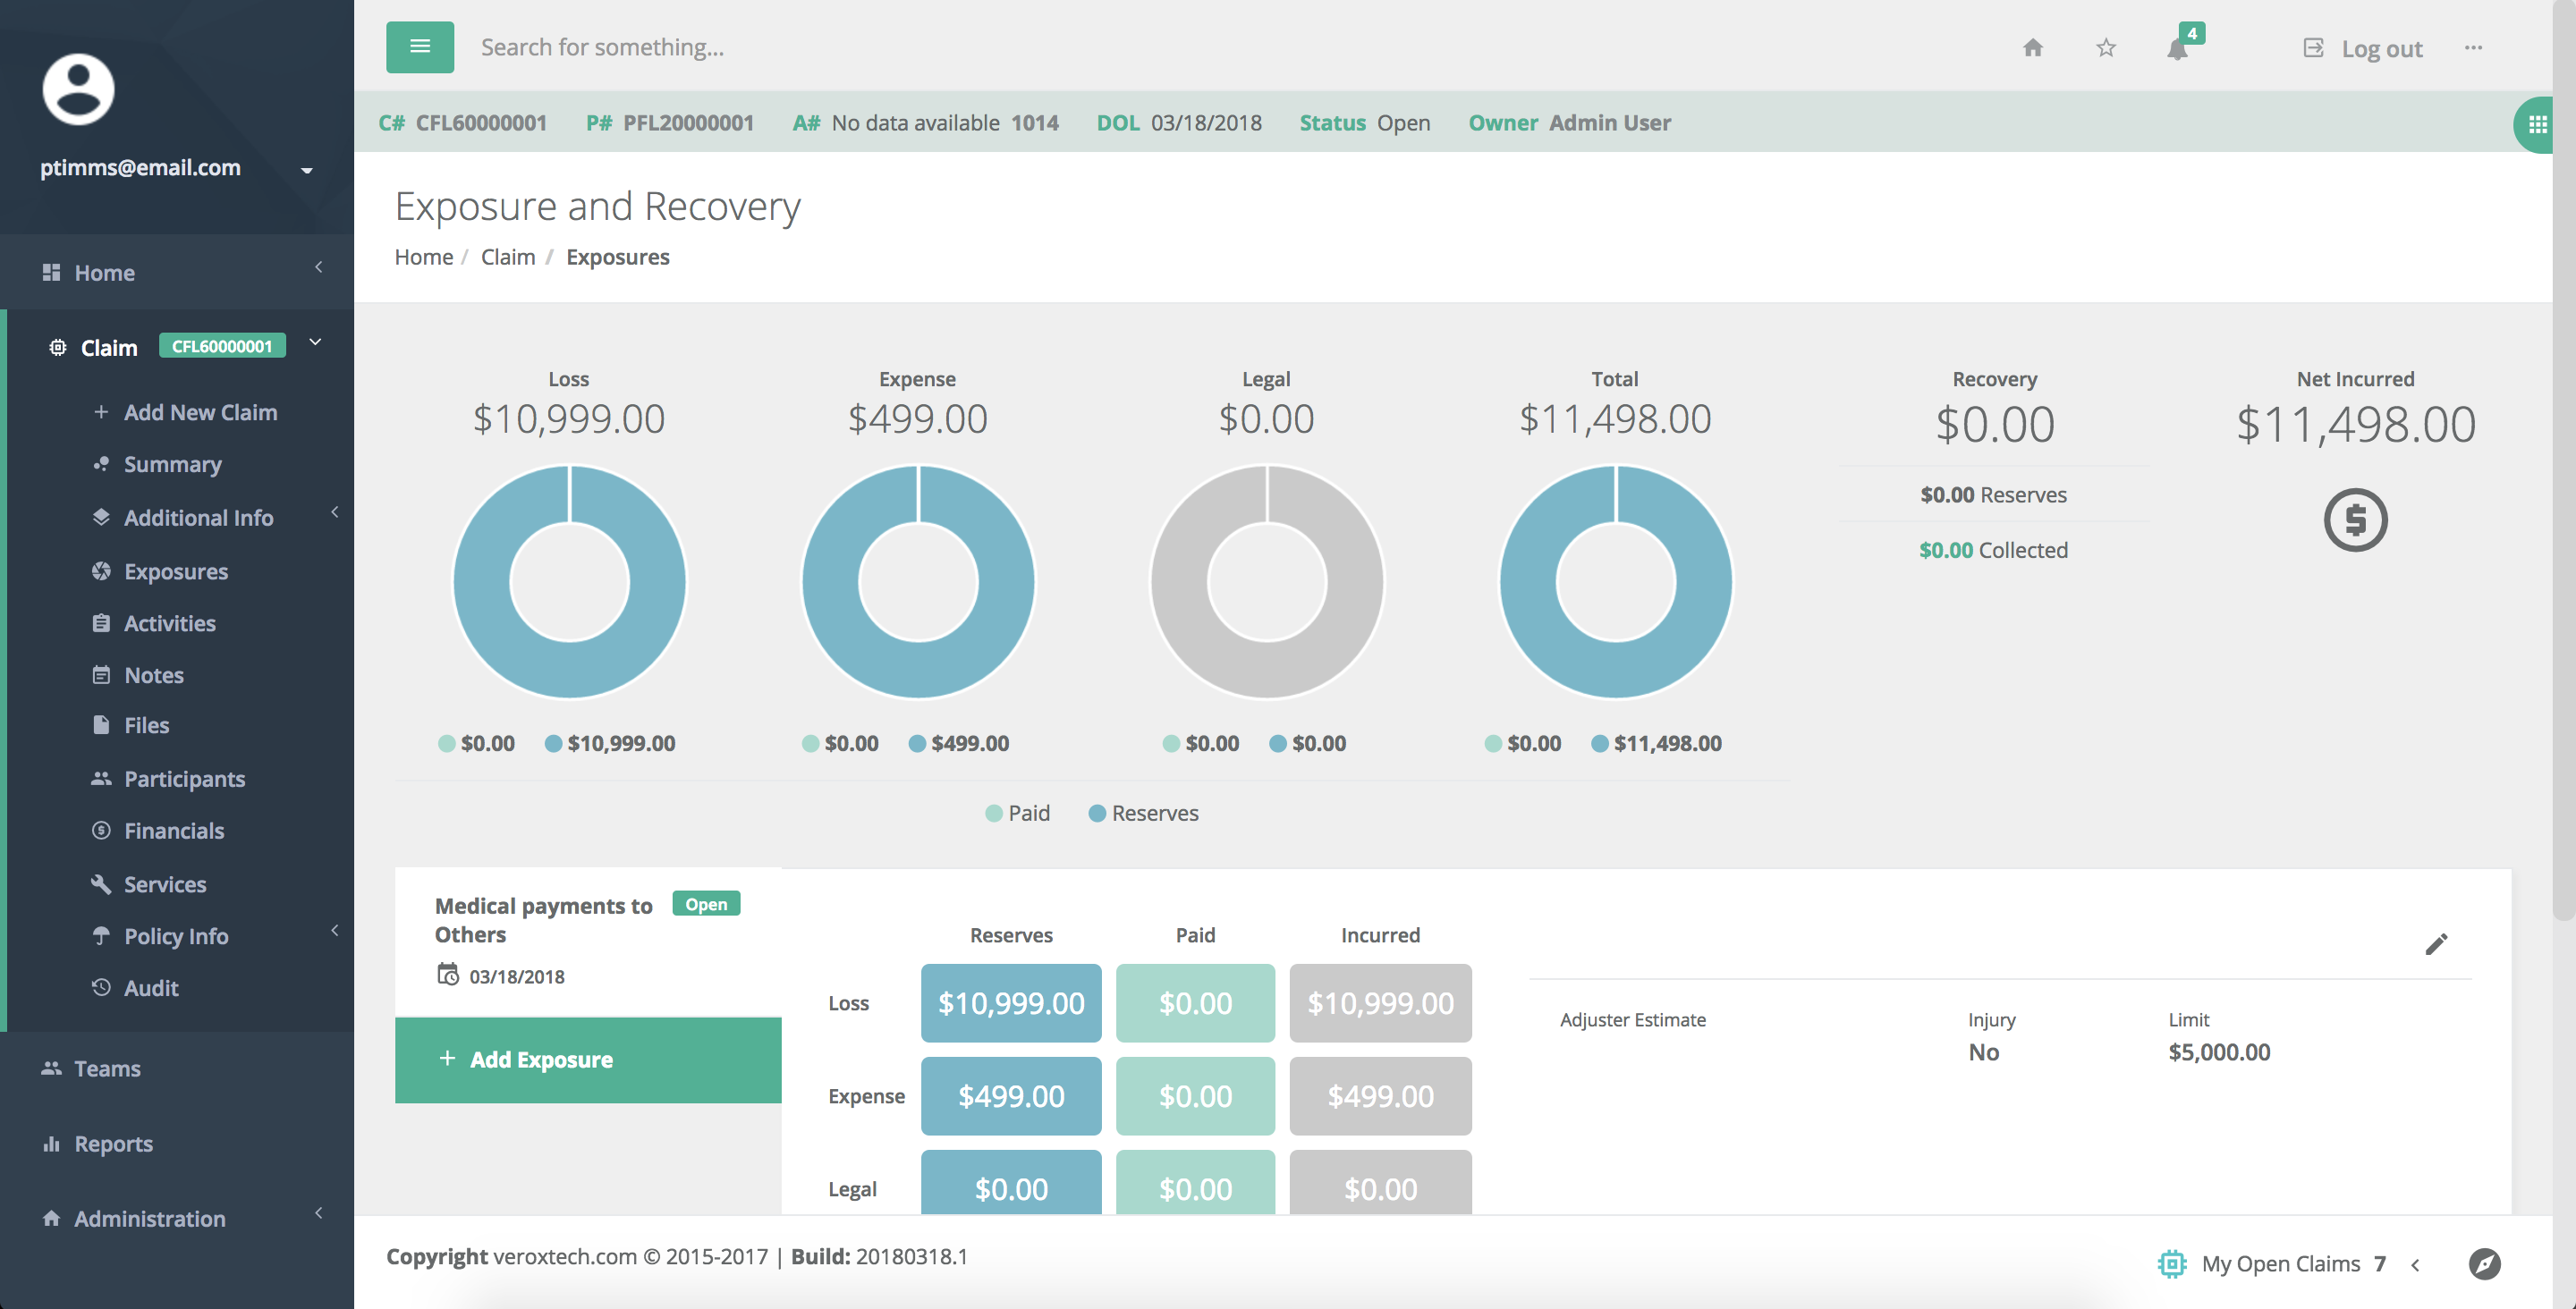 Search for something...
4
Log out
ptimms@email.com
C# CFL60000001 P# PFL20000001 A# No data available 1014 DOL 03/18/2018 Status Open Owner Admin User
Exposure and Recovery
Home / Claim / Exposures
Home
Claim CFL60000001
Add New Claim
Summary
Additional Info
Exposures
Activities
Notes
Files
Participants
Financials
Services
Policy Info
Audit
Teams
Reports
Administration
Loss
$10,999.00
$0.00 $10,999.00
Expense
$499.00
$0.00 $499.00
Legal
$0.00
$0.00 $0.00
Total
$11,498.00
$0.00 $11,498.00
Paid Reserves
Recovery
$0.00
$0.00 Reserves
$0.00 Collected
Net Incurred
$11,498.00
Medical payments to Open
Others
03/18/2018
+ Add Exposure
Reserves Paid Incurred
Loss $10,999.00 $0.00 $10,999.00
Expense $499.00 $0.00 $499.00
Legal $0.00 $0.00 $0.00
Adjuster Estimate Injury Limit
No $5,000.00
Copyright veroxtech.com © 2015-2017 | Build: 20180318.1
My Open Claims 7